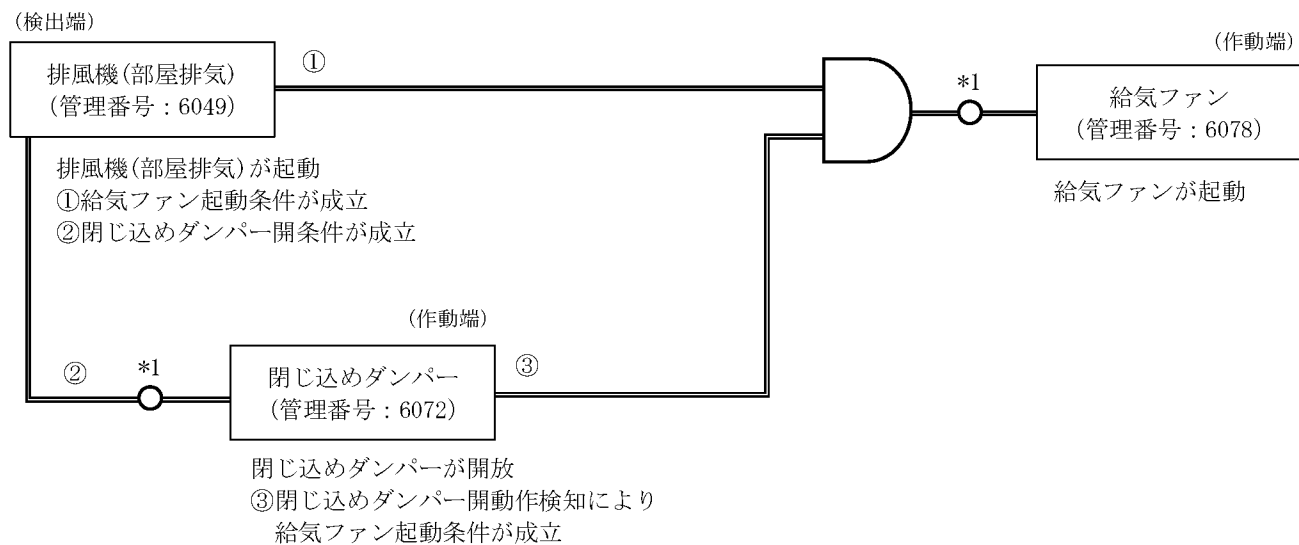 (検出端)
排風機(部屋排気)
(管理番号：6049)
①
排風機(部屋排気)が起動
①給気ファン起動条件が成立
②閉じ込めダンパー開条件が成立
(作動端)
*1
給気ファン
(管理番号：6078)
給気ファンが起動
(作動端)
②
*1
閉じ込めダンパー
(管理番号：6072)
③
閉じ込めダンパーが開放
③閉じ込めダンパー開動作検知により
給気ファン起動条件が成立